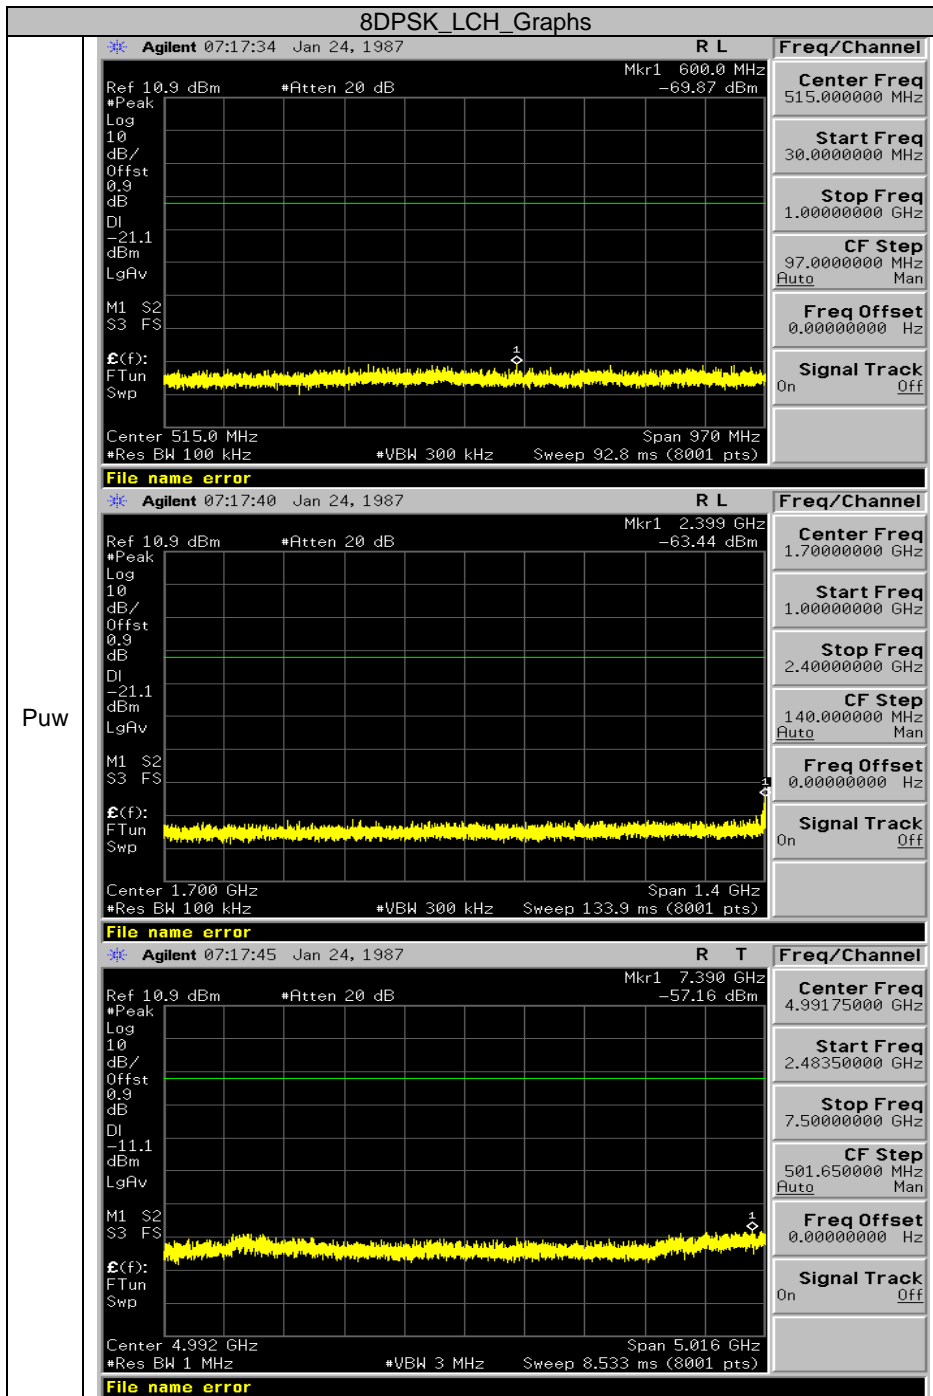 8DPSK_LCH_Graphs
Puw
Agilent 07:17:34 Jan 24, 1987 R L
Mkr1 600.0 MHz
Ref 10.9 dBm #Atten 20 dB -69.87 dBm
#Peak
Log
10
dB/
Offst
0.9
dB
DI
-21.1
dBm
LgAv
M1 S2
S3 FS
£(f):
FTun
Swp
1
Center 515.0 MHz Span 970 MHz
#Res BW 100 kHz #VBW 300 kHz Sweep 92.8 ms (8001 pts)
File name error
Freq/Channel
Center Freq
515.000000 MHz
Start Freq
30.0000000 MHz
Stop Freq
1.00000000 GHz
CF Step
97.0000000 MHz
Auto Man
Freq Offset
0.00000000 Hz
Signal Track
On Off
Agilent 07:17:40 Jan 24, 1987 R L
Mkr1 2.399 GHz
Ref 10.9 dBm #Atten 20 dB -63.44 dBm
#Peak
Log
10
dB/
Offst
0.9
dB
DI
-21.1
dBm
LgAv
M1 S2
S3 FS
£(f):
FTun
Swp
1
Center 1.700 GHz Span 1.4 GHz
#Res BW 100 kHz #VBW 300 kHz Sweep 133.9 ms (8001 pts)
File name error
Freq/Channel
Center Freq
1.70000000 GHz
Start Freq
1.00000000 GHz
Stop Freq
2.40000000 GHz
CF Step
140.000000 MHz
Auto Man
Freq Offset
0.00000000 Hz
Signal Track
On Off
Agilent 07:17:45 Jan 24, 1987 R T
Mkr1 7.390 GHz
Ref 10.9 dBm #Atten 20 dB -57.16 dBm
#Peak
Log
10
dB/
Offst
0.9
dB
DI
-11.1
dBm
LgAv
M1 S2
S3 FS
£(f):
FTun
Swp
1
Center 4.992 GHz Span 5.016 GHz
#Res BW 1 MHz #VBW 3 MHz Sweep 8.533 ms (8001 pts)
File name error
Freq/Channel
Center Freq
4.99175000 GHz
Start Freq
2.48350000 GHz
Stop Freq
7.50000000 GHz
CF Step
501.650000 MHz
Auto Man
Freq Offset
0.00000000 Hz
Signal Track
On Off